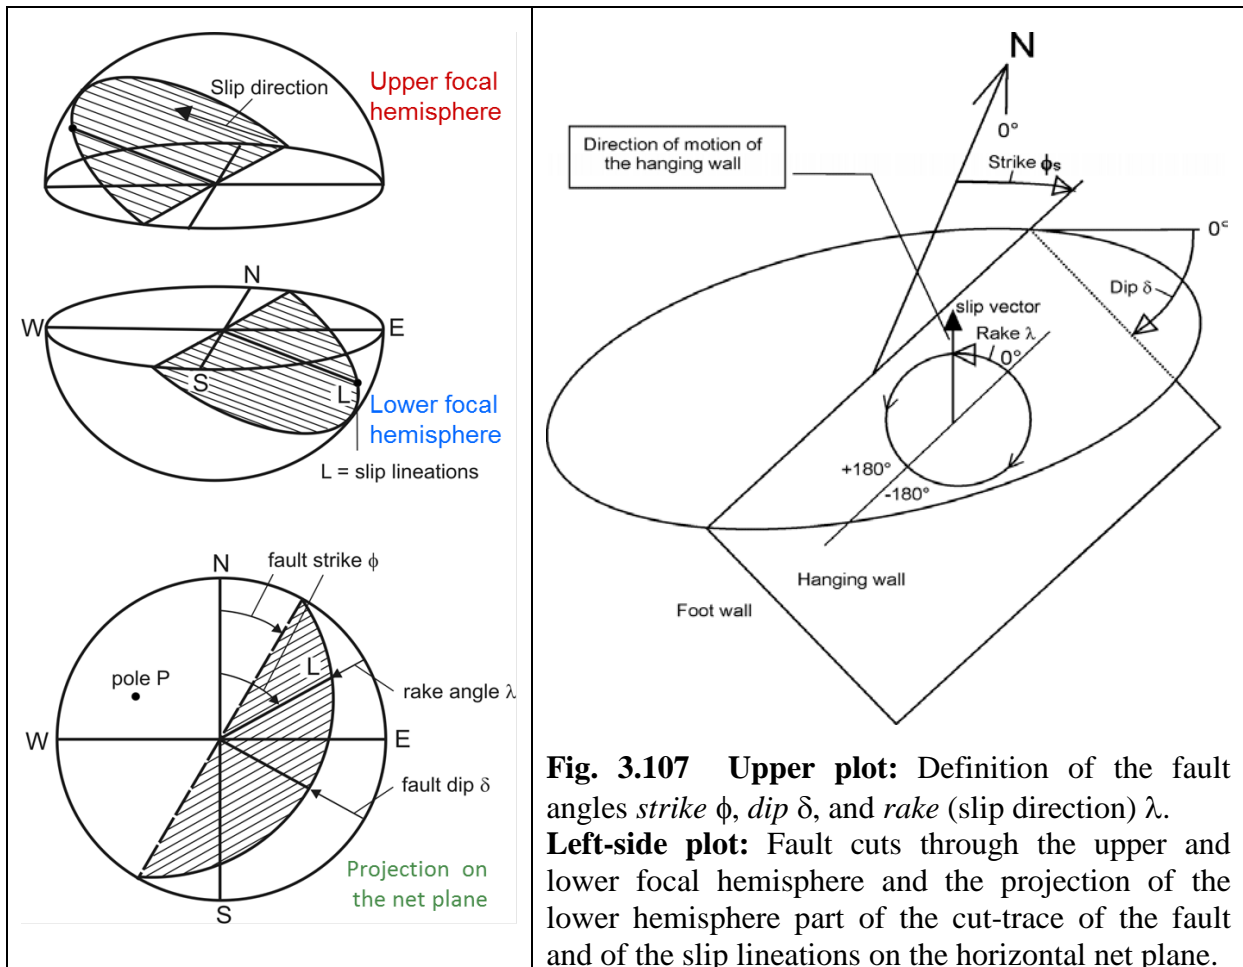 Slip direction
Upper focal
hemisphere
N
W
E
S
L
Lower focal
hemisphere
L = slip lineations
N
fault strike ϕ
pole P
L
rake angle λ
W
E
fault dip δ
Projection on
the net plane
S
N
0°
Direction of motion of
the hanging wall
Strike ϕs
0°
Dip δ
slip vector
Rake λ
0°
+180°
-180°
Hanging wall
Foot wall
Fig. 3.107 Upper plot: Definition of the fault
angles strike ϕ, dip δ, and rake (slip direction) λ.
Left-side plot: Fault cuts through the upper and
lower focal hemisphere and the projection of the
lower hemisphere part of the cut-trace of the fault
and of the slip lineations on the horizontal net plane.